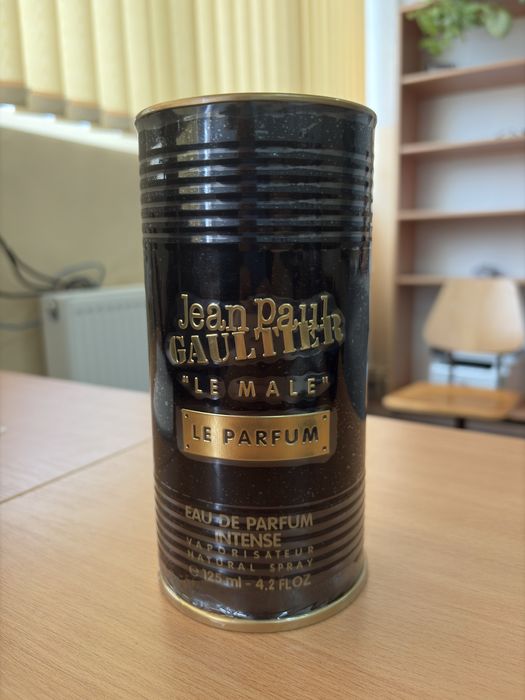 Jean Paul
GAULTIER
"LE MALE"
LE PARFUM
EAU DE PARFUM
INTENSE
VAPORISATEUR
NATURAL SPRAY
℮ 125 ml - 4.2 FL.OZ